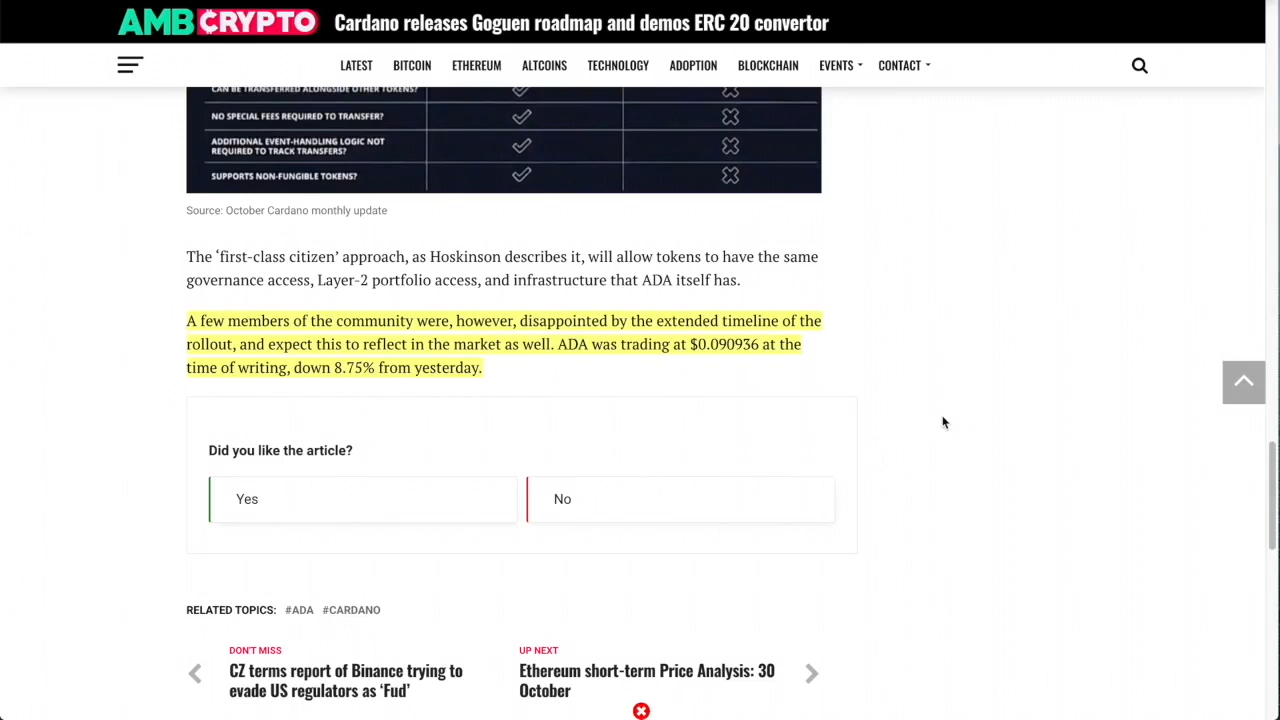 AMBCRYPTO Cardano releases Goguen roadmap and demos ERC 20 convertor
LATEST BITCOIN ETHEREUM ALTCOINS TECHNOLOGY ADOPTION BLOCKCHAIN EVENTS CONTACT
CAN BE TRANSFERRED ALONGSIDE OTHER TOKENS?
NO SPECIAL FEES REQUIRED TO TRANSFER?
ADDITIONAL EVENT-HANDLING LOGIC NOT
REQUIRED TO TRACK TRANSFERS?
SUPPORTS NON-FUNGIBLE TOKENS?
Source: October Cardano monthly update
The ‘first-class citizen’ approach, as Hoskinson describes it, will allow tokens to have the same
governance access, Layer-2 portfolio access, and infrastructure that ADA itself has.
A few members of the community were, however, disappointed by the extended timeline of the
rollout, and expect this to reflect in the market as well. ADA was trading at $0.090936 at the
time of writing, down 8.75% from yesterday.
Did you like the article?
Yes No
RELATED TOPICS: #ADA #CARDANO
DON'T MISS UP NEXT
CZ terms report of Binance trying to Ethereum short-term Price Analysis: 30
evade US regulators as ‘Fud’ October